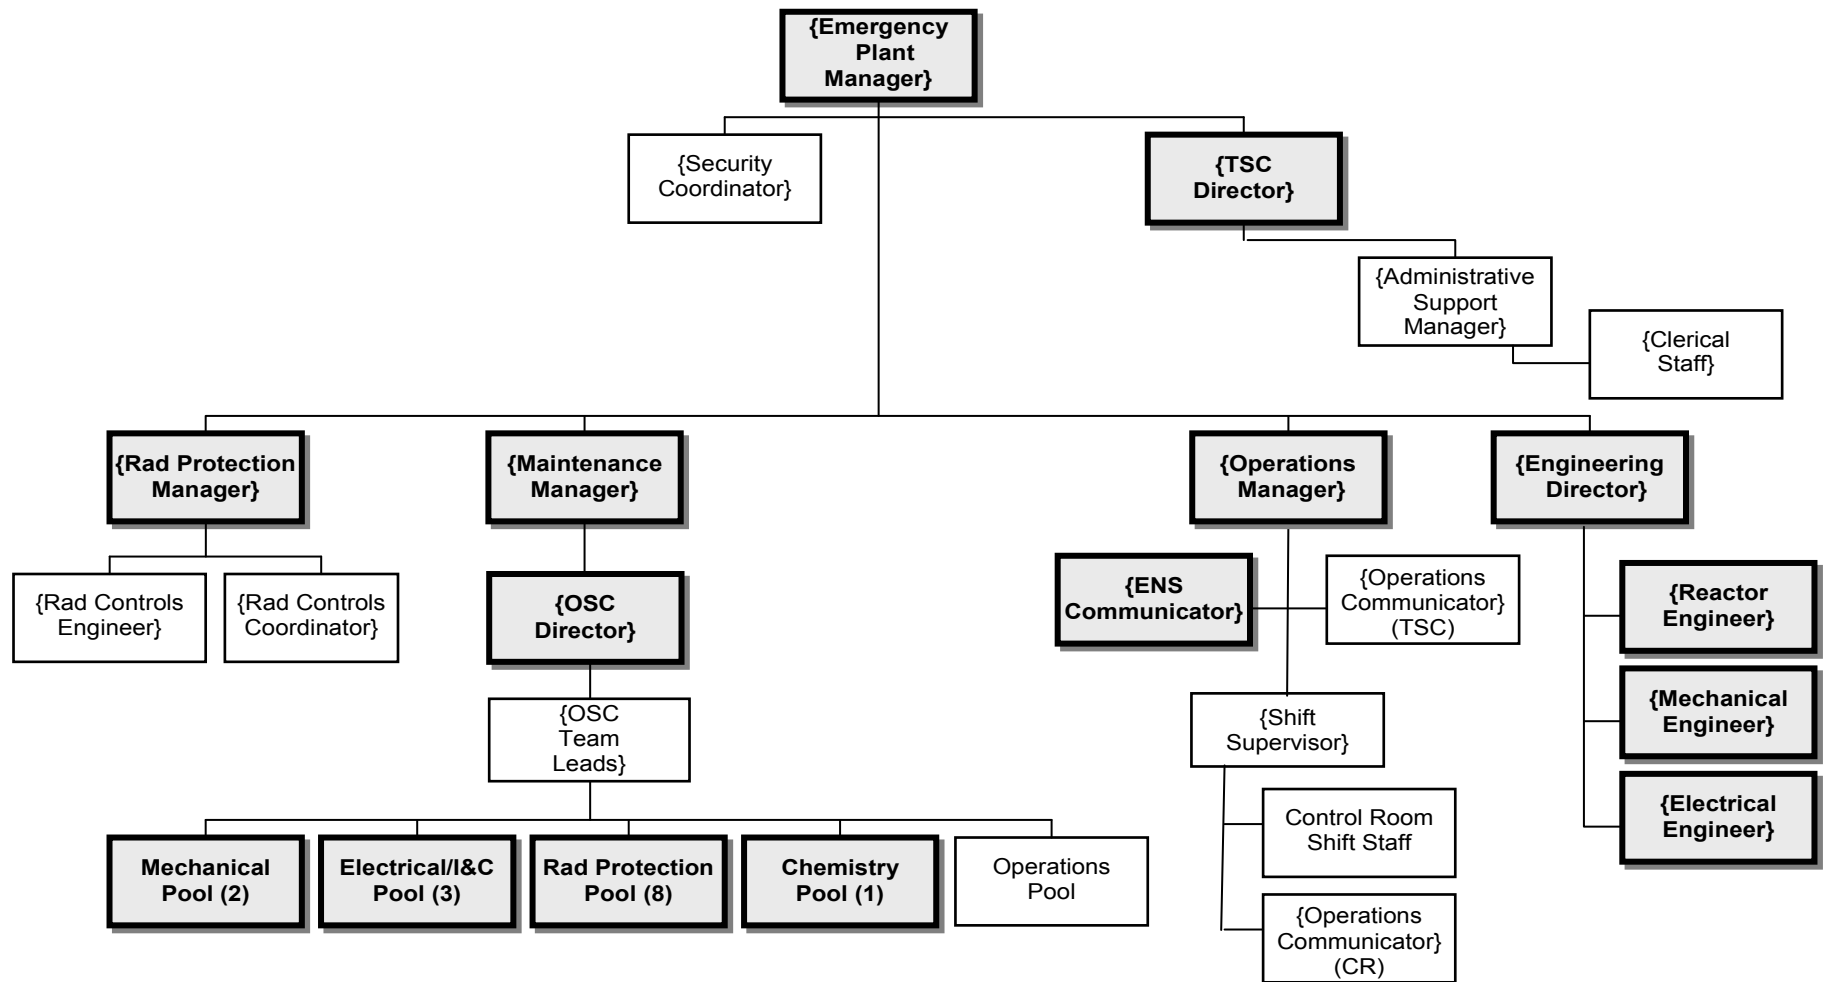 {Emergency
Plant
Manager}
{Security
Coordinator}
{TSC
Director}
{Administrative
Support
Manager}
{Clerical
Staff}
{Rad Protection
Manager}
{Maintenance
Manager}
{Operations
Manager}
{Engineering
Director}
{Rad Controls
Engineer}
{Rad Controls
Coordinator}
{OSC
Director}
{ENS
Communicator}
{Operations
Communicator}
(TSC)
{Reactor
Engineer}
{OSC
Team
Leads}
{Shift
Supervisor}
{Mechanical
Engineer}
Control Room
Shift Staff
{Electrical
Engineer}
Mechanical
Pool (2)
Electrical/I&C
Pool (3)
Rad Protection
Pool (8)
Chemistry
Pool (1)
Operations
Pool
{Operations
Communicator}
(CR)